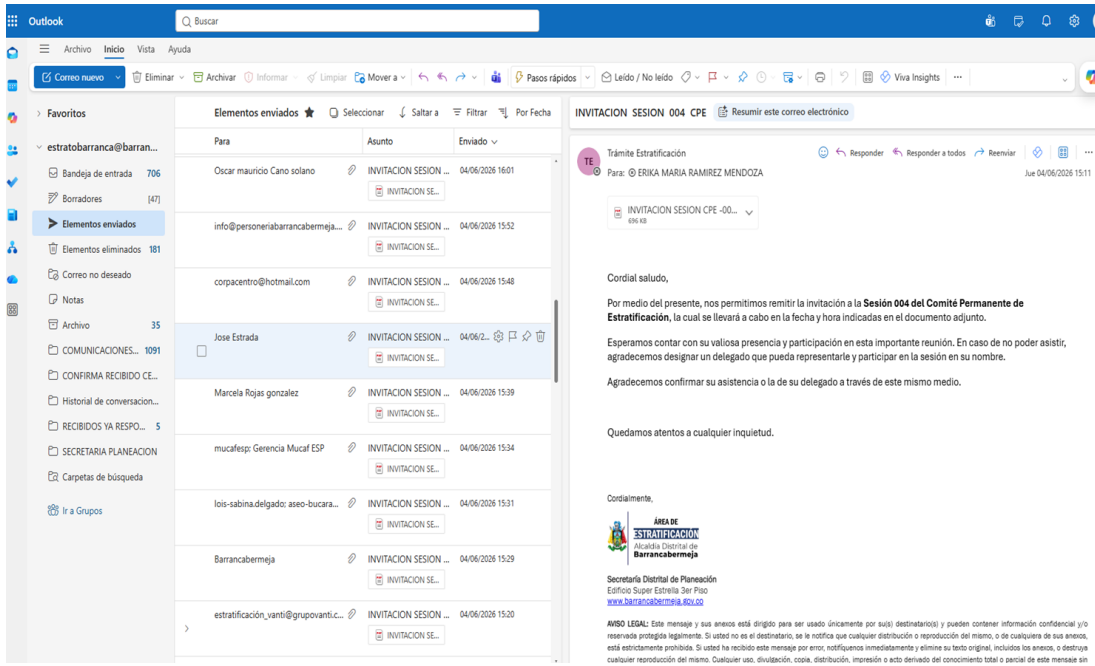 Outlook
Buscar
Archivo Inicio Vista Ayuda
Correo nuevo Eliminar Archivar Informar Limpiar Mover a Pasos rápidos Leído / No leído Viva Insights
Favoritos
estratobarranca@barran...
Bandeja de entrada 706
Borradores [47]
Elementos enviados
Elementos eliminados 181
Correo no deseado
Notas
Archivo 35
COMUNICACIONES... 1091
CONFIRMA RECIBIDO CE...
Historial de conversacion...
RECIBIDOS YA RESPO... 5
SECRETARIA PLANEACION
Carpetas de búsqueda
Ir a Grupos
Elementos enviados Seleccionar Saltar a Filtrar Por Fecha
Para Asunto Enviado
Oscar mauricio Cano solano INVITACION SESION ... 04/06/2026 16:01
INVITACION SE...
info@personeriabarrancabermeja.... INVITACION SESION ... 04/06/2026 15:52
INVITACION SE...
corpacentro@hotmail.com INVITACION SESION ... 04/06/2026 15:48
INVITACION SE...
Jose Estrada INVITACION SESION ... 04/06/2...
INVITACION SE...
Marcela Rojas gonzalez INVITACION SESION ... 04/06/2026 15:39
INVITACION SE...
mucafesp; Gerencia Mucaf ESP INVITACION SESION ... 04/06/2026 15:34
INVITACION SE...
lois-sabina.delgado; aseo-bucara... INVITACION SESION ... 04/06/2026 15:31
INVITACION SE...
Barrancabermeja INVITACION SESION ... 04/06/2026 15:29
INVITACION SE...
estratificación_vanti@grupovanti.c... INVITACION SESION ... 04/06/2026 15:20
INVITACION SE...
INVITACION SESION 004 CPE Resumir este correo electrónico
TE
Trámite Estratificación Responder Responder a todos Reenviar
Para: ERIKA MARIA RAMIREZ MENDOZA Jue 04/06/2026 15:11
INVITACION SESION CPE -00...
696 KB
Cordial saludo,
Por medio del presente, nos permitimos remitir la invitación a la Sesión 004 del Comité Permanente de
Estratificación, la cual se llevará a cabo en la fecha y hora indicadas en el documento adjunto.
Esperamos contar con su valiosa presencia y participación en esta importante reunión. En caso de no poder asistir,
agradecemos designar un delegado que pueda representarle y participar en la sesión en su nombre.
Agradecemos confirmar su asistencia o la de su delegado a través de este mismo medio.
Quedamos atentos a cualquier inquietud.
Cordialmente,
ÁREA DE
ESTRATIFICACIÓN
Alcaldía Distrital de
Barrancabermeja
Secretaría Distrital de Planeación
Edificio Super Estrella 3er Piso
www.barrancabermeja.gov.co
AVISO LEGAL: Este mensaje y sus anexos está dirigido para ser usado únicamente por su(s) destinatario(s) y pueden contener información confidencial y/o
reservada protegida legalmente. Si usted no es el destinatario, se le notifica que cualquier distribución o reproducción del mismo, o de cualquiera de sus anexos,
está estrictamente prohibida. Si usted ha recibido este mensaje por error, notifíquenos inmediatamente y elimine su texto original, incluidos los anexos, o destruya
cualquier reproducción del mismo. Cualquier uso, divulgación, copia, distribución, impresión o acto derivado del conocimiento total o parcial de este mensaje sin